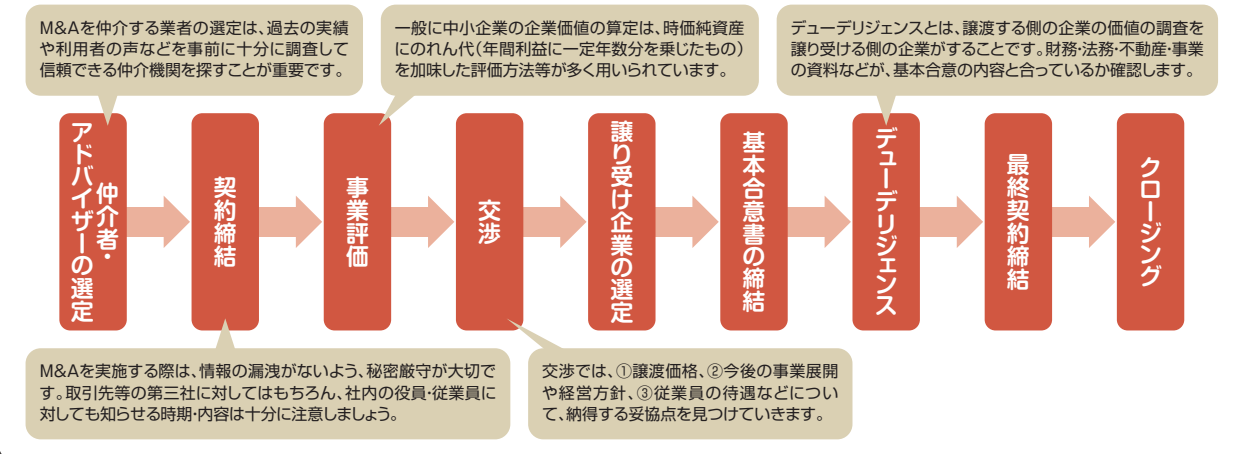 M&Aを仲介する業者の選定は、過去の実績
や利用者の声などを事前に十分に調査して
信頼できる仲介機関を探すことが重要です。
一般に中小企業の企業価値の算定は、時価純資産
にのれん代(年間利益に一定年数分を乗じたもの)
を加味した評価方法等が多く用いられています。
デューデリジェンスとは、譲渡する側の企業の価値の調査を
譲り受ける側の企業がすることです。財務・法務・不動産・事業
の資料などが、基本合意の内容と合っているか確認します。
仲介者・
アドバイザーの選定
契約締結
事業評価
交渉
譲り受け企業の選定
基本合意書の締結
デューデリジェンス
最終契約締結
クロージング
M&Aを実施する際は、情報の漏洩がないよう、秘密厳守が大切で
す。取引先等の第三社に対してはもちろん、社内の役員・従業員に
対しても知らせる時期・内容は十分に注意しましょう。
交渉では、①譲渡価格、②今後の事業展開
や経営方針、③従業員の待遇などについ
て、納得する妥協点を見つけていきます。